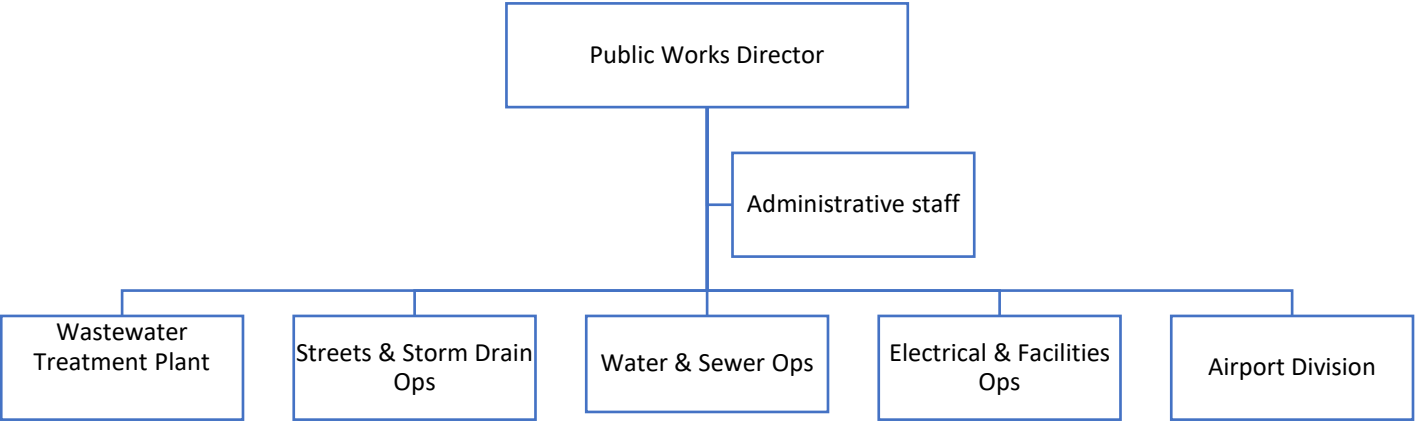 Public Works Director
Administrative staff
Wastewater
Treatment Plant
Streets & Storm Drain
Ops
Water & Sewer Ops
Electrical & Facilities
Ops
Airport Division